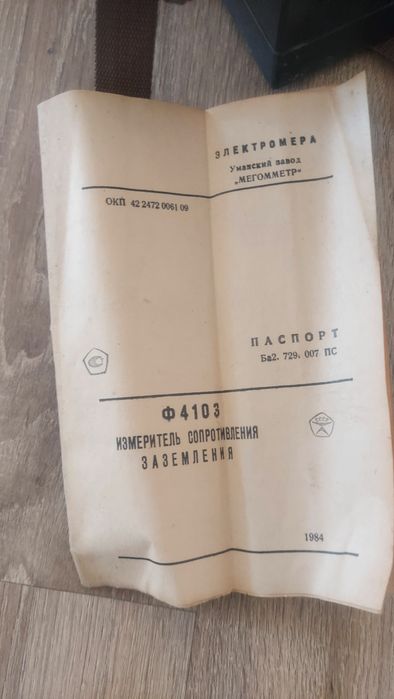 ЭЛЕКТРОМЕРА
Уманский завод
„МЕГОММЕТР“
ОКП 42 2472 0061 09
ПАСПОРТ
Ба2. 729. 007 ПС
Ф4103
ИЗМЕРИТЕЛЬ СОПРОТИВЛЕНИЯ
ЗАЗЕМЛЕНИЯ
1984